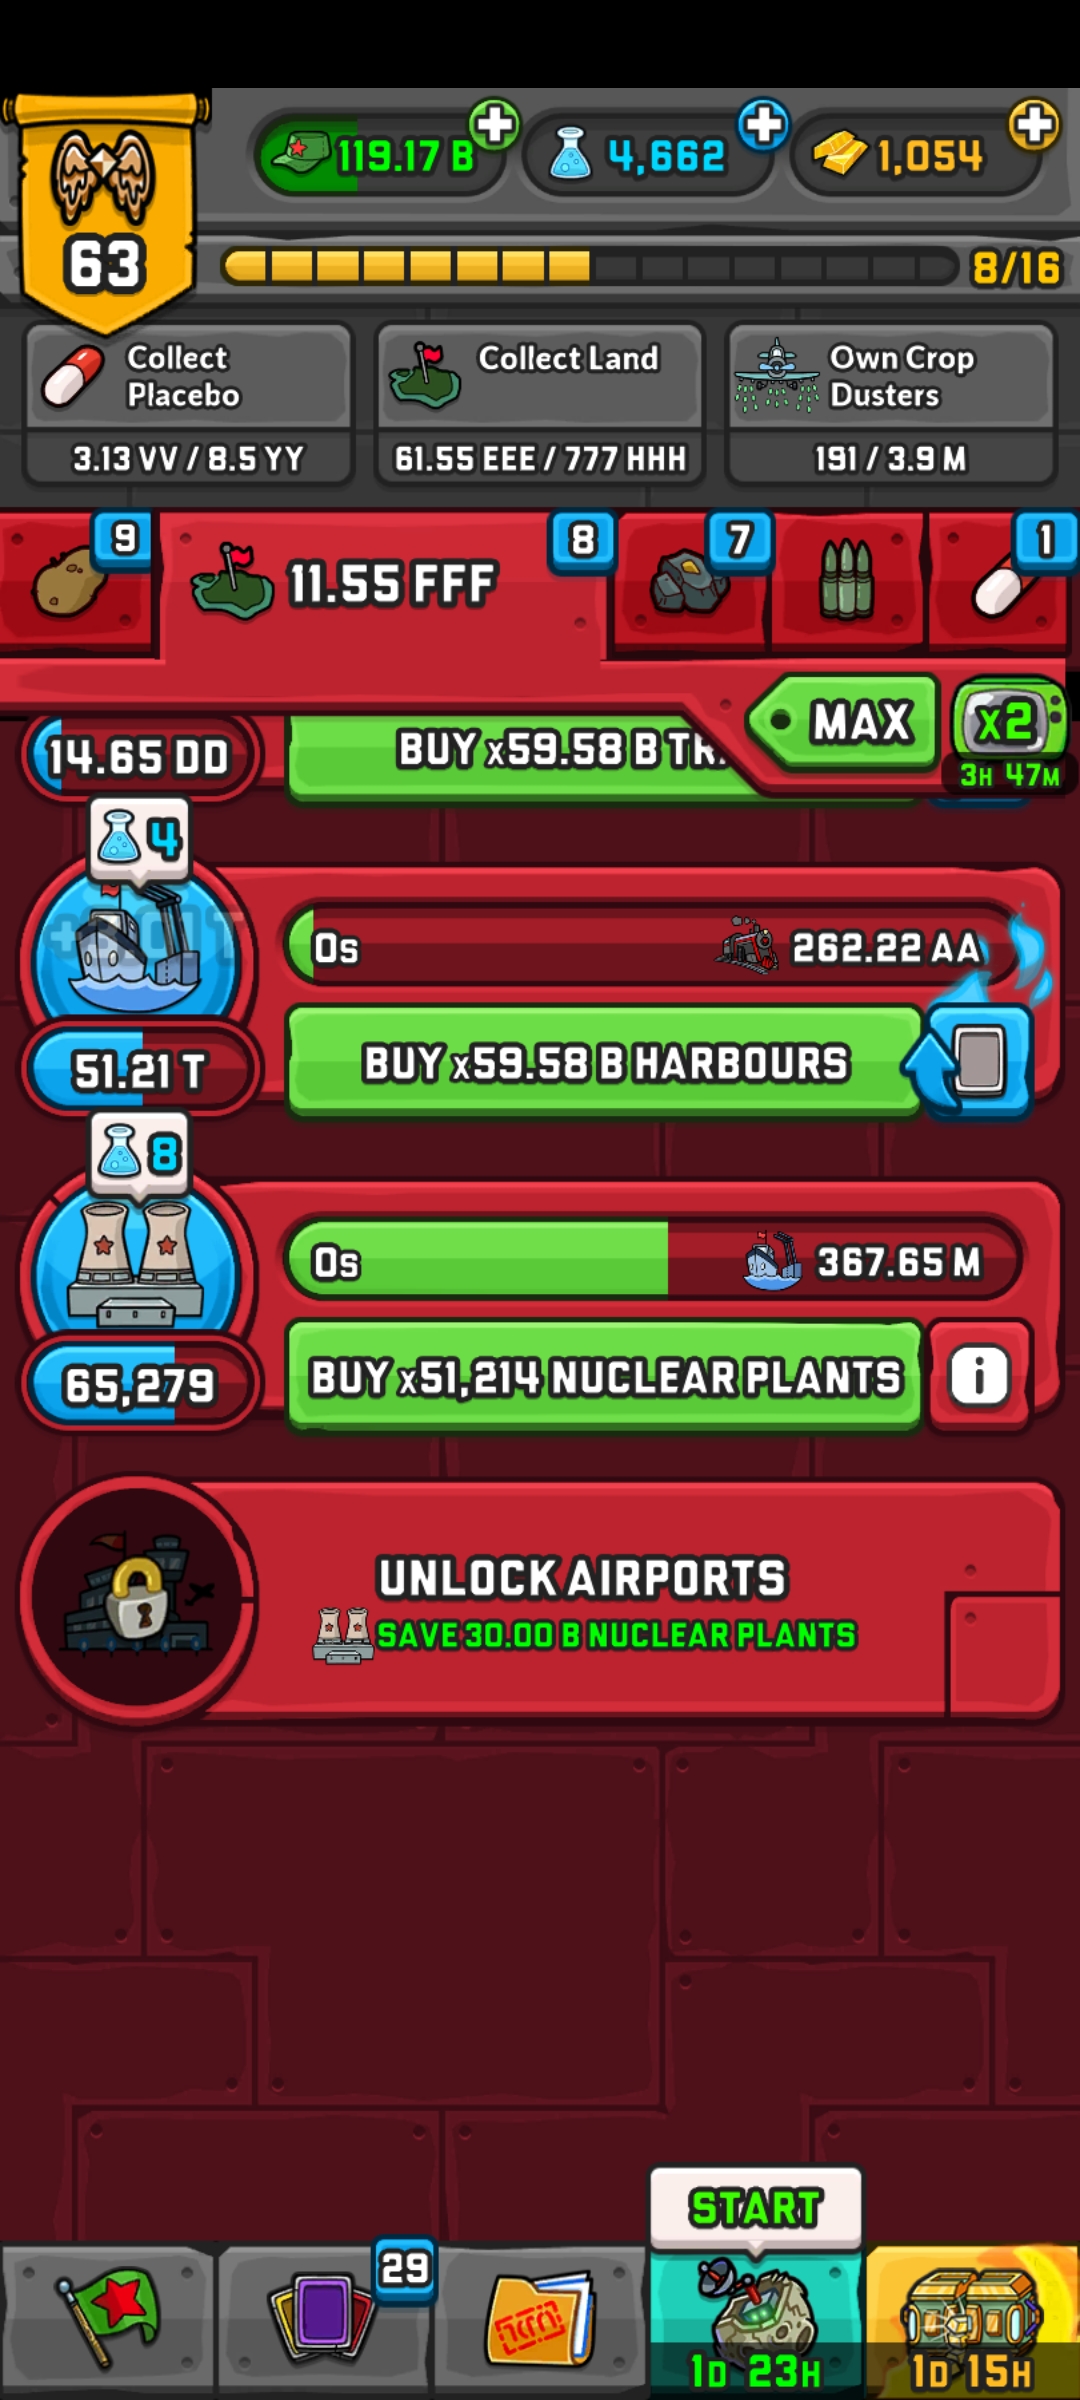 119.17 B
4,662
1,054
63
8/16
Collect
Placebo
3.13 VV / 8.5 YY
Collect Land
61.55 EEE / 777 HHH
Own Crop
Dusters
191 / 3.9 M
9
11.55 FFF
8
7
1
MAX
x2
3H 47M
14.65 DD
BUY x59.58 B TR
4
0s
262.22 AA
51.21 T
BUY x59.58 B HARBOURS
8
0s
367.65 M
65,279
BUY x51,214 NUCLEAR PLANTS
i
UNLOCK AIRPORTS
SAVE 30.00 B NUCLEAR PLANTS
START
29
1D 23H
1D 15H